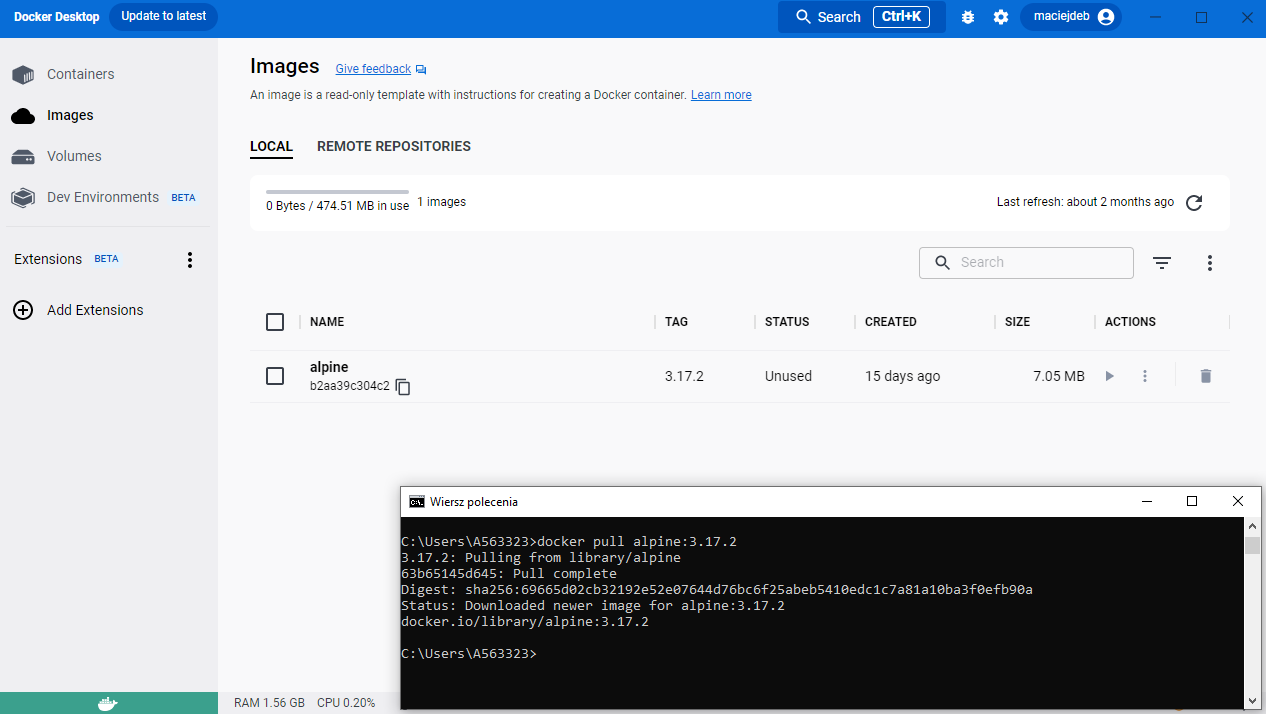 Docker Desktop Update to latest Search Ctrl+K maciejdeb
Containers
Images
Volumes
Dev Environments BETA
Extensions BETA
Add Extensions
Images Give feedback
An image is a read-only template with instructions for creating a Docker container. Learn more
LOCAL REMOTE REPOSITORIES
0 Bytes / 474.51 MB in use 1 images Last refresh: about 2 months ago
Search
NAME TAG STATUS CREATED SIZE ACTIONS
alpine
b2aa39c304c2 3.17.2 Unused 15 days ago 7.05 MB
Wiersz polecenia
C:\Users\A563323>docker pull alpine:3.17.2
3.17.2: Pulling from library/alpine
63b65145d645: Pull complete
Digest: sha256:69665d02cb32192e52e07644d76bc6f25abeb5410edc1c7a81a10ba3f0efb90a
Status: Downloaded newer image for alpine:3.17.2
docker.io/library/alpine:3.17.2
C:\Users\A563323>
RAM 1.56 GB CPU 0.20%